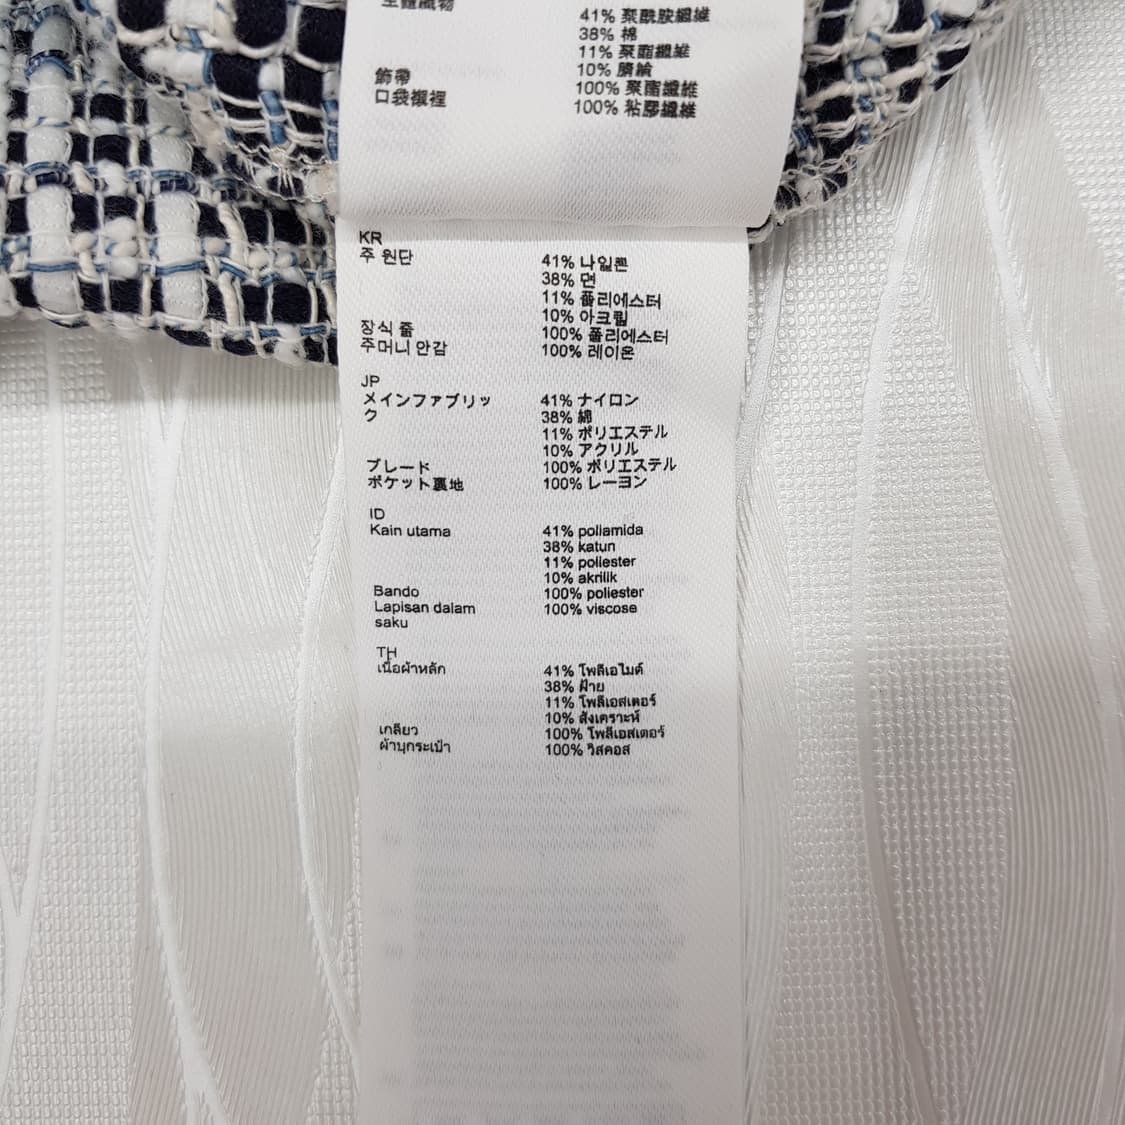 主體織物
41% 聚酰胺纖維
38% 棉
11% 聚酯纖維
10% 腈綸
飾帶 100% 聚酯纖維
口袋襯裡 100% 粘膠纖維
KR
주 원단 41% 나일론
38% 면
11% 폴리에스터
10% 아크릴
장식 줄 100% 폴리에스터
주머니 안감 100% 레이온
JP
メインファブリッ 41% ナイロン
ク 38% 綿
11% ポリエステル
10% アクリル
ブレード 100% ポリエステル
ポケット裏地 100% レーヨン
ID
Kain utama 41% poliamida
38% katun
11% poliester
10% akrilik
Bando 100% poliester
Lapisan dalam 100% viscose
saku
TH
เนื้อผ้าหลัก 41% โพลีเอไมด์
38% ฝ้าย
11% โพลีเอสเตอร์
10% สังเคราะห์
เกลียว 100% โพลีเอสเตอร์
ผ้าบุกระเป๋า 100% วิสคอส